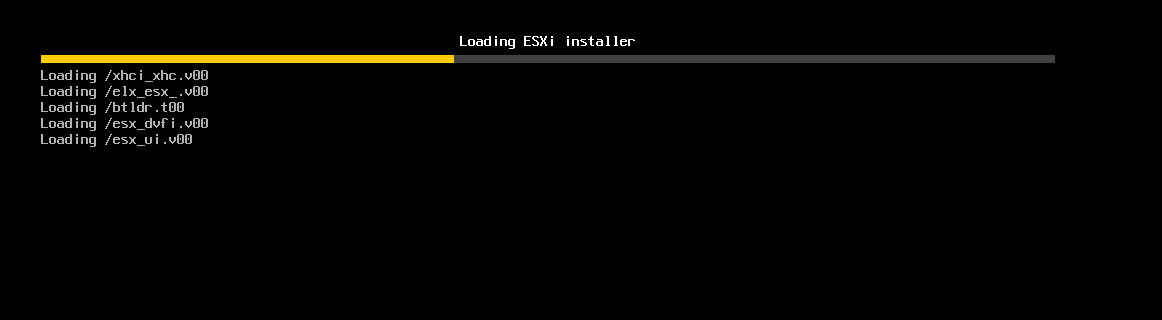 Loading ESXi installer
Loading /xhci_xhc.v00
Loading /elx_esx_.v00
Loading /btldr.t00
Loading /esx_dvfi.v00
Loading /esx_ui.v00